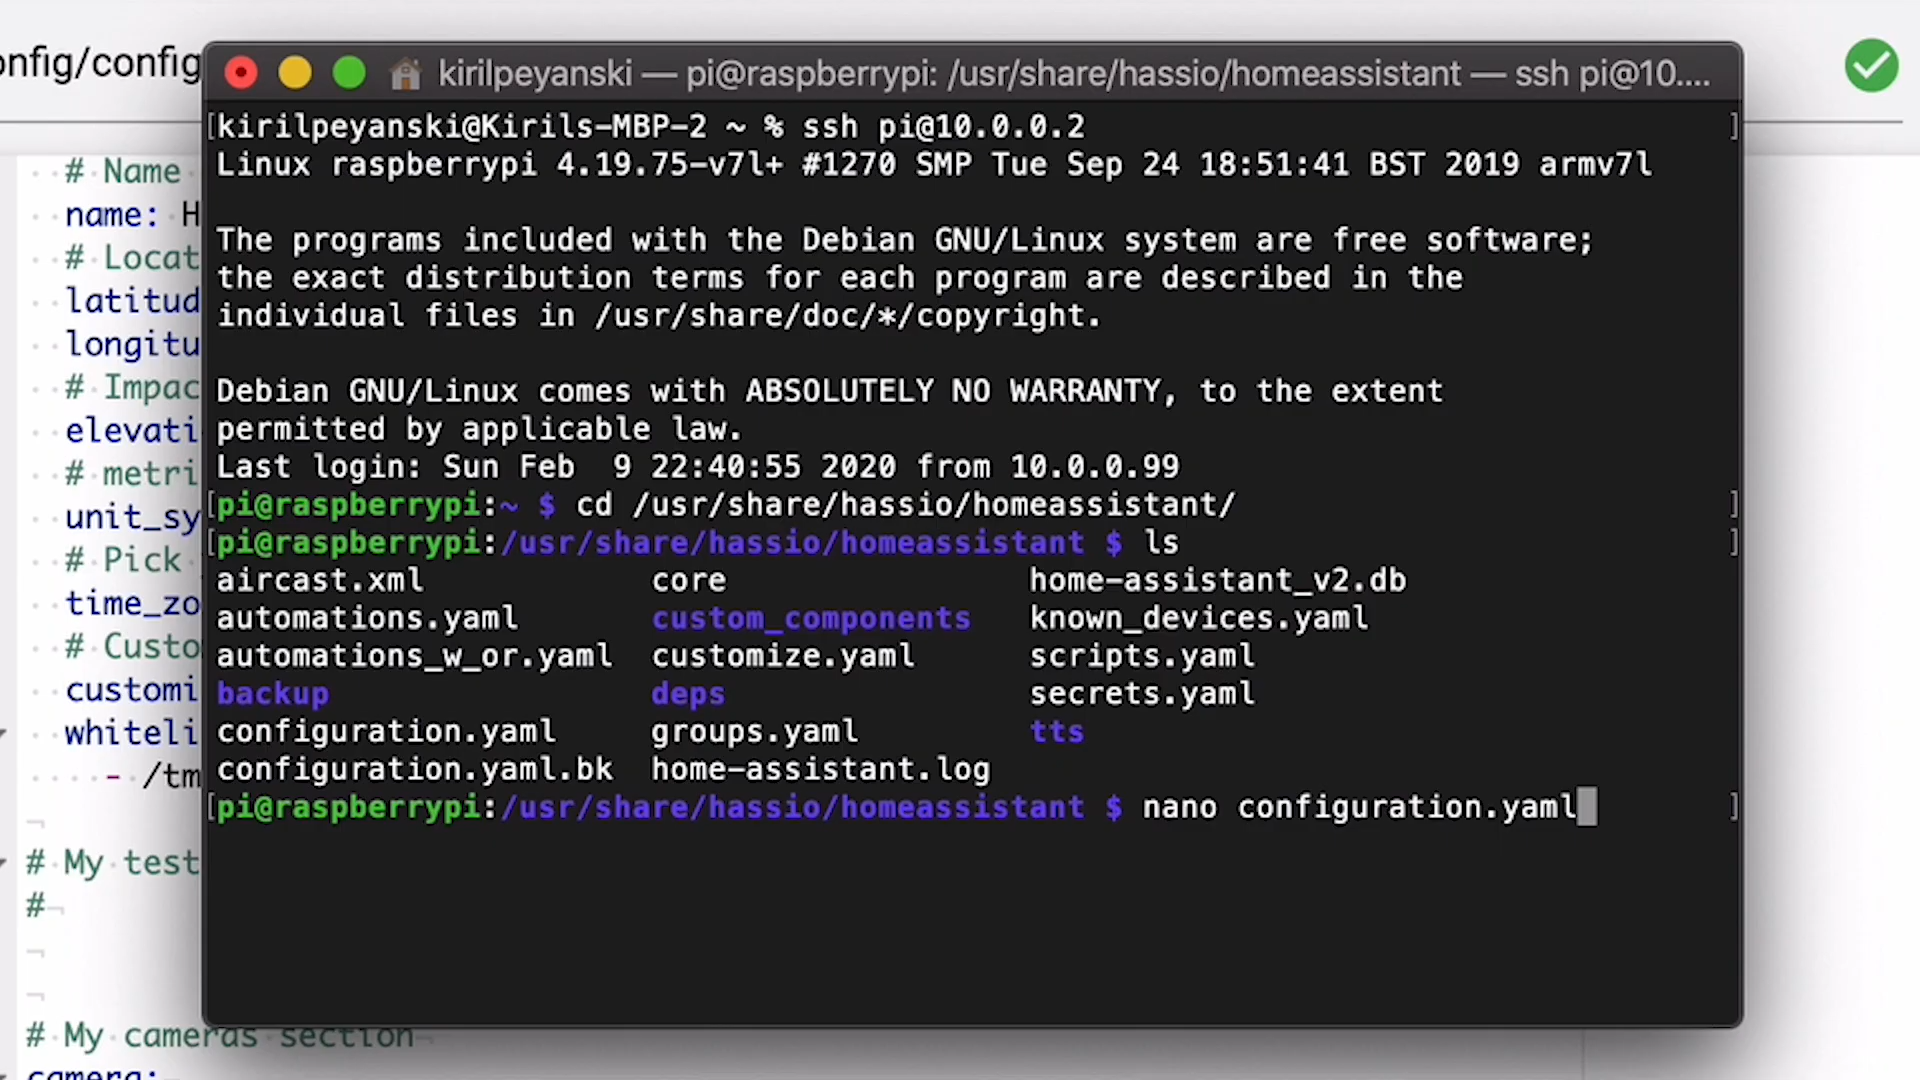 onfig/config
kirilpeyanski — pi@raspberrypi: /usr/share/hassio/homeassistant — ssh pi@10....
[kirilpeyanski@Kirils-MBP-2 ~ % ssh pi@10.0.0.2 ]
Linux raspberrypi 4.19.75-v7l+ #1270 SMP Tue Sep 24 18:51:41 BST 2019 armv7l
The programs included with the Debian GNU/Linux system are free software;
the exact distribution terms for each program are described in the
individual files in /usr/share/doc/*/copyright.
Debian GNU/Linux comes with ABSOLUTELY NO WARRANTY, to the extent
permitted by applicable law.
Last login: Sun Feb  9 22:40:55 2020 from 10.0.0.99
[pi@raspberrypi:~ $ cd /usr/share/hassio/homeassistant/ ]
[pi@raspberrypi:/usr/share/hassio/homeassistant $ ls ]
aircast.xml core home-assistant_v2.db
automations.yaml custom_components known_devices.yaml
automations_w_or.yaml customize.yaml scripts.yaml
backup deps secrets.yaml
configuration.yaml groups.yaml tts
configuration.yaml.bk home-assistant.log
[pi@raspberrypi:/usr/share/hassio/homeassistant $ nano configuration.yaml ]
# Name
name: H
# Locat
latitud
longitu
# Impac
elevati
# metri
unit_sy
# Pick
time_zo
# Custo
customi
whiteli
- /tm
# My test
#
# My cameras section
camera: